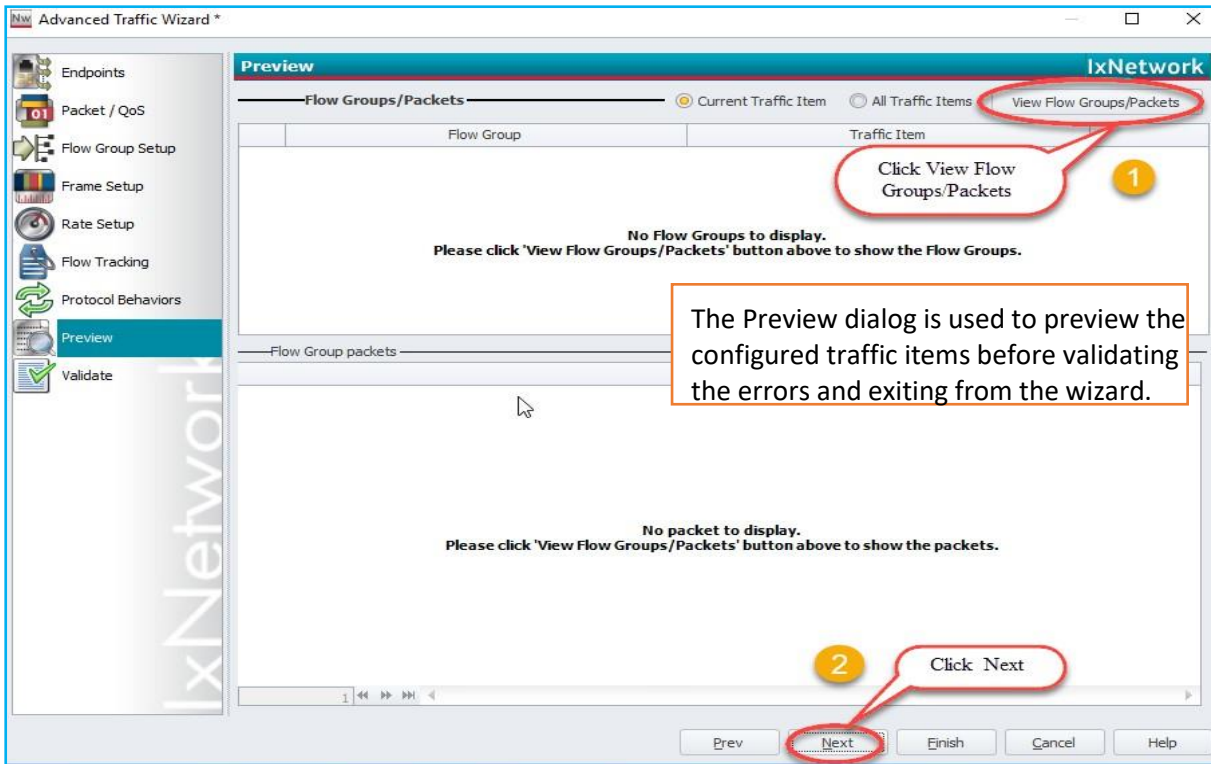 Nw Advanced Traffic Wizard *
Endpoints
Packet / QoS
Flow Group Setup
Frame Setup
Rate Setup
Flow Tracking
Protocol Behaviors
Preview
Validate
IxNetwork
Preview
IxNetwork
Flow Groups/Packets
Current Traffic Item
All Traffic Items
View Flow Groups/Packets
Flow Group
Traffic Item
Click View Flow
Groups/Packets
1
No Flow Groups to display.
Please click 'View Flow Groups/Packets' button above to show the Flow Groups.
The Preview dialog is used to preview the
configured traffic items before validating
the errors and exiting from the wizard.
Flow Group packets
No packet to display.
Please click 'View Flow Groups/Packets' button above to show the packets.
2
Click Next
1
Prev
Next
Finish
Cancel
Help